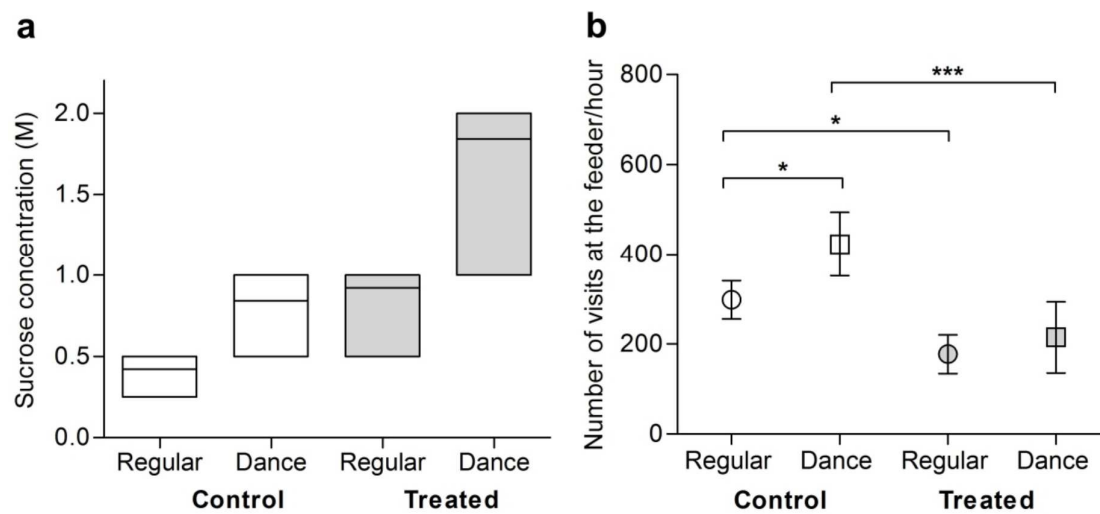 a
Sucrose concentration (M)
2.0
1.5
1.0
0.5
0.0
Regular Dance Regular Dance
Control Treated
b
Number of visits at the feeder/hour
800
600
400
200
0
***
*
*
Regular Dance Regular Dance
Control Treated